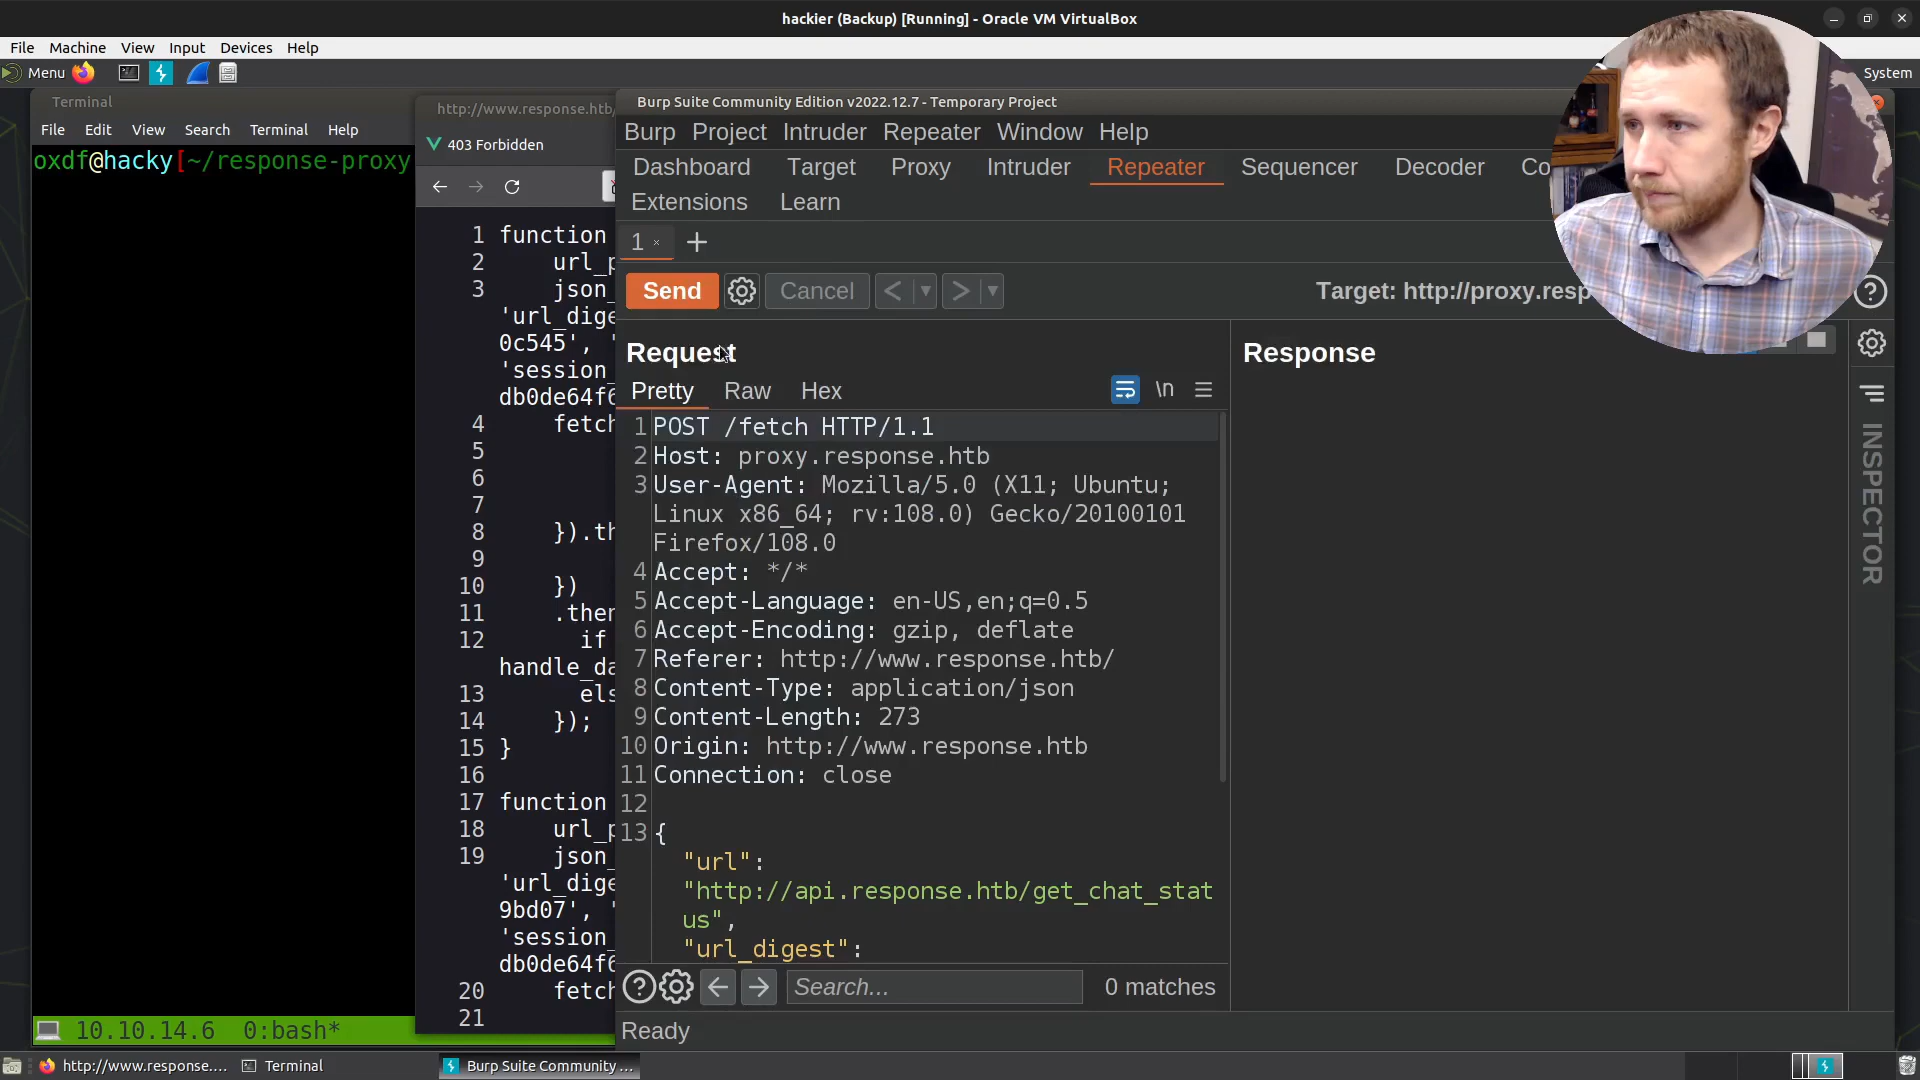 hackier (Backup) [Running] - Oracle VM VirtualBox
File Machine View Input Devices Help
Menu
System
Terminal
File Edit View Search Terminal Help
oxdf@hacky[~/response-proxy
10.10.14.6 0:bash*
http://www.response.htb/
403 Forbidden
1 function
2 url_p
3 json_
'url_dige
0c545', '
'session_
db0de64f6
4 fetch
5
6
7
8 }).th
9
10 })
11 .then
12 if
handle_da
13 els
14 });
15 }
16
17 function
18 url_p
19 json_
'url_dige
9bd07', '
'session_
db0de64f6
20 fetch
21
Burp Suite Community Edition v2022.12.7 - Temporary Project
Burp Project Intruder Repeater Window Help
Dashboard Target Proxy Intruder Repeater Sequencer Decoder Co
Extensions Learn
1 × +
Send Cancel < >
Target: http://proxy.resp
Request
Pretty Raw Hex \n
1 POST /fetch HTTP/1.1
2 Host: proxy.response.htb
3 User-Agent: Mozilla/5.0 (X11; Ubuntu;
Linux x86_64; rv:108.0) Gecko/20100101
Firefox/108.0
4 Accept: */*
5 Accept-Language: en-US,en;q=0.5
6 Accept-Encoding: gzip, deflate
7 Referer: http://www.response.htb/
8 Content-Type: application/json
9 Content-Length: 273
10 Origin: http://www.response.htb
11 Connection: close
12
13 {
"url":
"http://api.response.htb/get_chat_stat
us",
"url_digest":
Search... 0 matches
Ready
Response
INSPECTOR
http://www.response.... Terminal Burp Suite Community ...